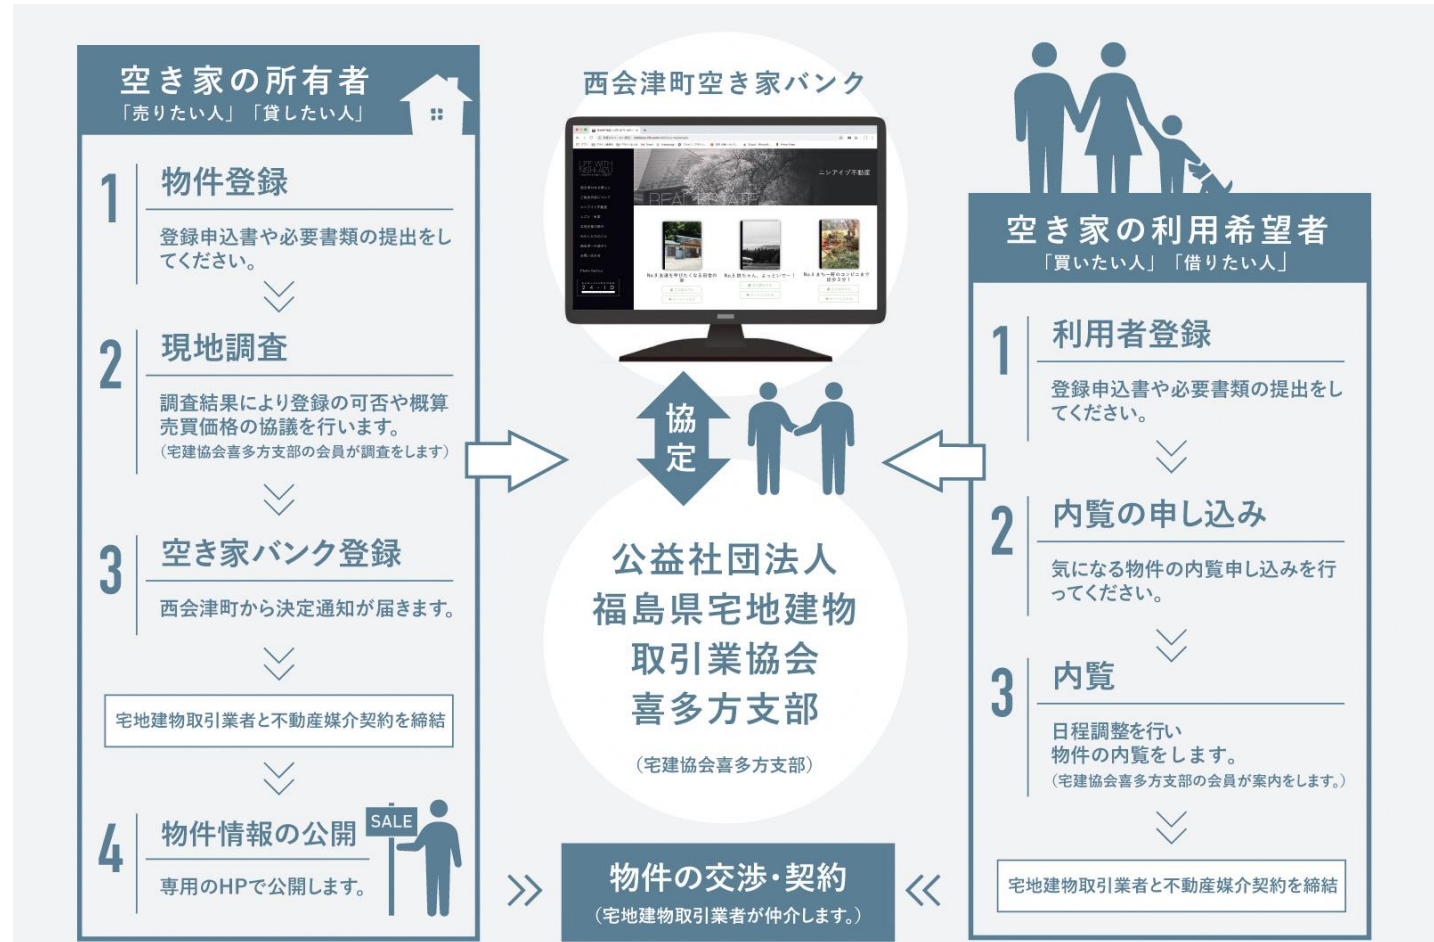 空き家の所有者
「売りたい人」「貸したい人」
1
物件登録
登録申込書や必要書類の提出をし
てください。
2
現地調査
調査結果により登録の可否や概算
売買価格の協議を行います。
(宅建協会喜多方支部の会員が調査をします)
3
空き家バンク登録
西会津町から決定通知が届きます。
宅地建物取引業者と不動産媒介契約を締結
4
物件情報の公開
専用のHPで公開します。
SALE
西会津町空き家バンク
LIFE WITH
NISHIAIZU
ニシアイヅ不動産
REAL ESTATE
協
定
公益社団法人
福島県宅地建物
取引業協会
喜多方支部
(宅建協会喜多方支部)
物件の交渉・契約
(宅地建物取引業者が仲介します。)
空き家の利用希望者
「買いたい人」「借りたい人」
1
利用者登録
登録申込書や必要書類の提出をし
てください。
2
内覧の申し込み
気になる物件の内覧申し込みを行
ってください。
3
内覧
日程調整を行い
物件の内覧をします。
(宅建協会喜多方支部の会員が案内をします。)
宅地建物取引業者と不動産媒介契約を締結